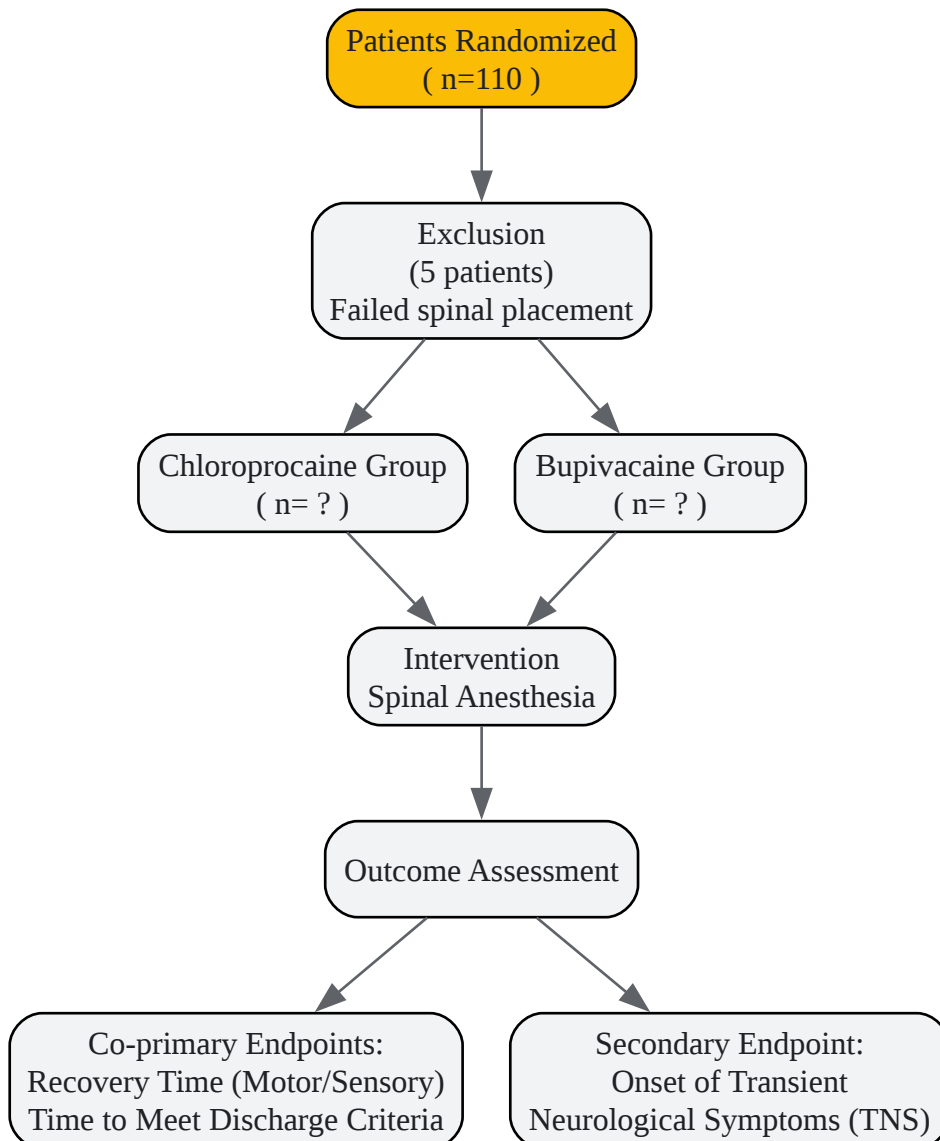 Patients Randomized
( n=110 )
Exclusion
(5 patients)
Failed spinal placement
Chloroprocaine Group
( n= ? )
Bupivacaine Group
( n= ? )
Intervention
Spinal Anesthesia
Outcome Assessment
Co-primary Endpoints:
Recovery Time (Motor/Sensory)
Time to Meet Discharge Criteria
Secondary Endpoint:
Onset of Transient
Neurological Symptoms (TNS)